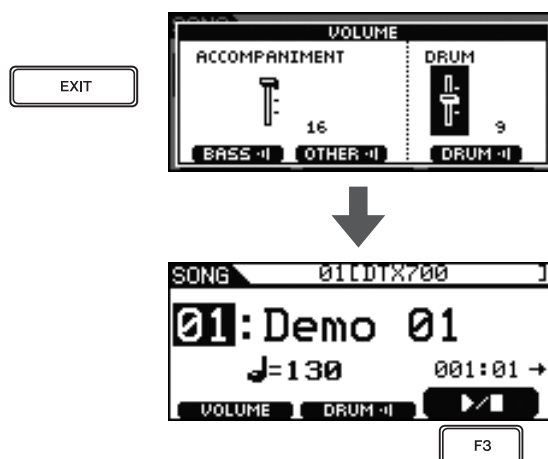 SONG
VOLUME
ACCOMPANIMENT DRUM
EXIT
16 9
BASS OTHER DRUM
SONG 01[DTX700 ]
01:Demo 01
♩=130 001:01→
VOLUME DRUM ▶/■
F3